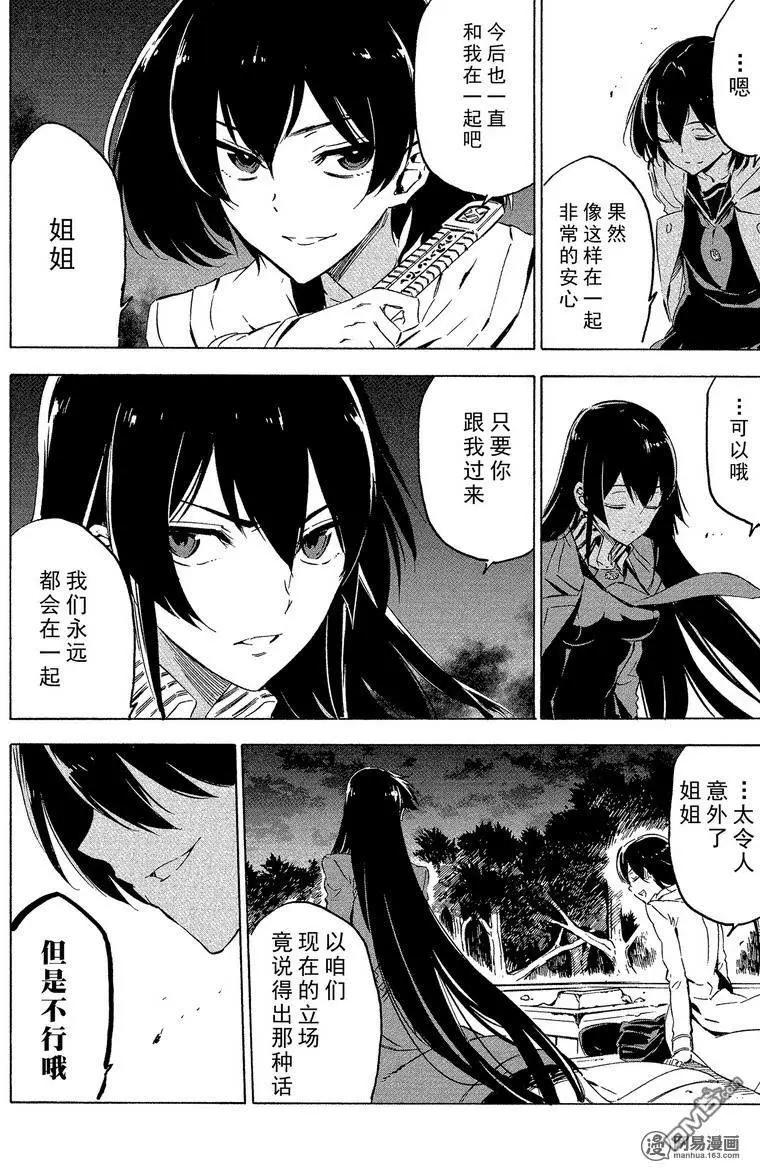 …嗯
果然
像这样在一起
非常的安心
今后也一直
和我在一起吧
姐姐
…可以哦
只要你
跟我过来
我们永远
都会在一起
…太令人
意外了
姐姐
以咱们
现在的立场
竟说得出那种话
但是不行哦
DMB!
网易漫画
manhua.163.com